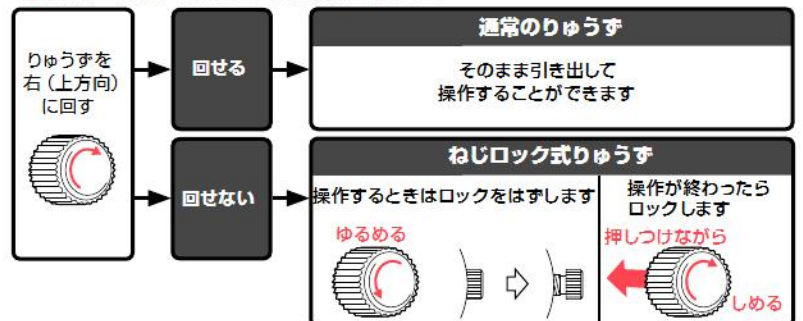 りゅうずを
右（上方向）
に回す
回せる
通常のりゅうず
そのまま引き出して
操作することができます
回せない
ねじロック式りゅうず
操作するときはロックをはずします
ゆるめる
操作が終わったら
ロックします
押しつけながら
しめる